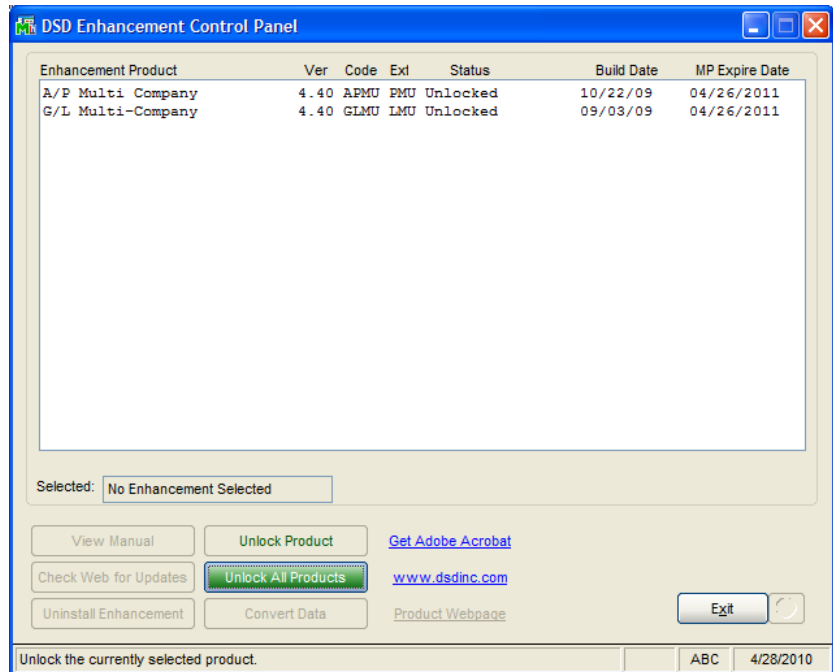 DSD Enhancement Control Panel
Enhancement Product Ver Code Ext Status Build Date MP Expire Date
A/P Multi Company 4.40 APMU PMU Unlocked 10/22/09 04/26/2011
G/L Multi-Company 4.40 GLMU LMU Unlocked 09/03/09 04/26/2011
Selected: No Enhancement Selected
View Manual Unlock Product Get Adobe Acrobat
Check Web for Updates Unlock All Products www.dsdinc.com
Uninstall Enhancement Convert Data Product Webpage Exit
Unlock the currently selected product. ABC 4/28/2010